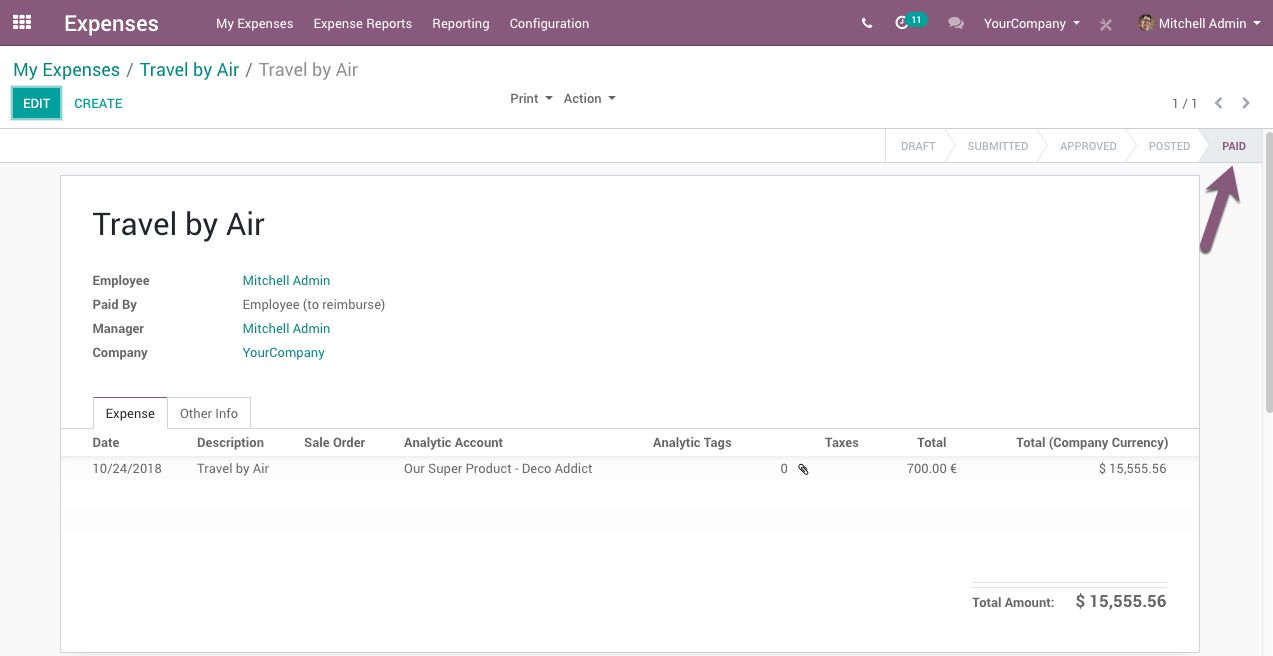 Expenses My Expenses Expense Reports Reporting Configuration 11 YourCompany Mitchell Admin
My Expenses / Travel by Air / Travel by Air
EDIT CREATE Print Action 1 / 1
DRAFT SUBMITTED APPROVED POSTED PAID
Travel by Air
Employee Mitchell Admin
Paid By Employee (to reimburse)
Manager Mitchell Admin
Company YourCompany
Expense Other Info
Date Description Sale Order Analytic Account Analytic Tags Taxes Total Total (Company Currency)
10/24/2018 Travel by Air Our Super Product - Deco Addict 0 700.00 € $ 15,555.56
Total Amount: $ 15,555.56